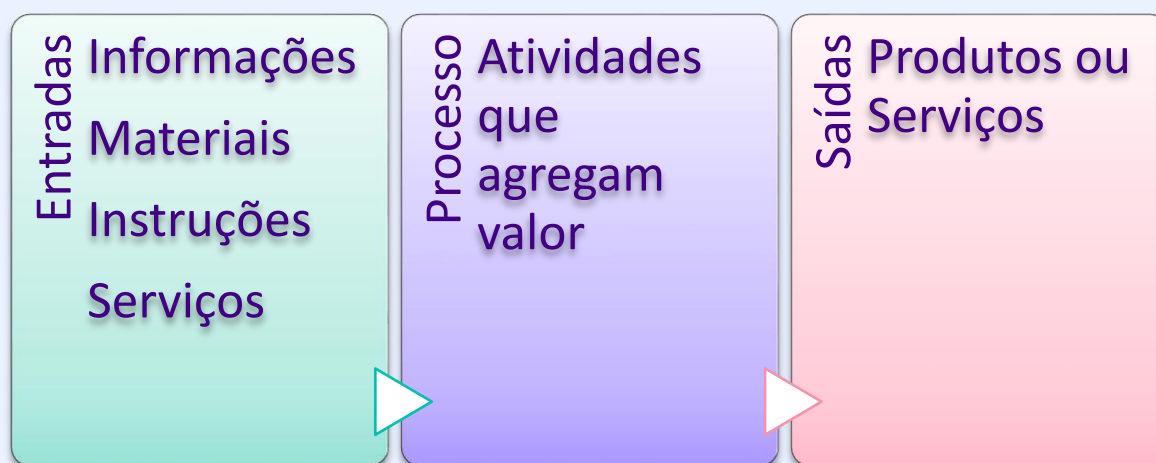 Entradas
Informações
Materiais
Instruções
Serviços
Processo
Atividades
que
agregam
valor
Saídas
Produtos ou
Serviços